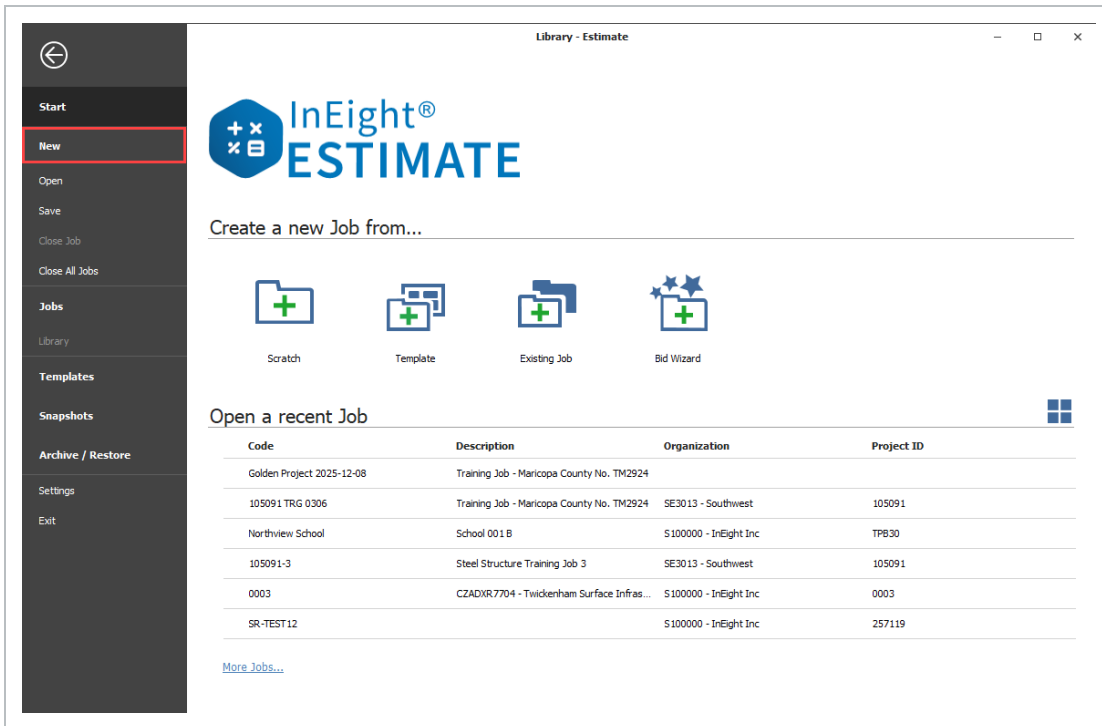 Library - Estimate
Start
New
Open
Save
Close Job
Close All Jobs
Jobs
Library
Templates
Snapshots
Archive / Restore
Settings
Exit
InEight®
ESTIMATE
Create a new Job from...
Scratch Template Existing Job Bid Wizard
Open a recent Job
Code Description Organization Project ID
Golden Project 2025-12-08 Training Job - Maricopa County No. TM2924
105091 TRG 0306 Training Job - Maricopa County No. TM2924 SE3013 - Southwest 105091
Northview School School 001 B S100000 - InEight Inc TPB30
105091-3 Steel Structure Training Job 3 SE3013 - Southwest 105091
0003 CZADXR7704 - Twickenham Surface Infras... S100000 - InEight Inc 0003
SR-TEST12 S100000 - InEight Inc 257119
More Jobs...